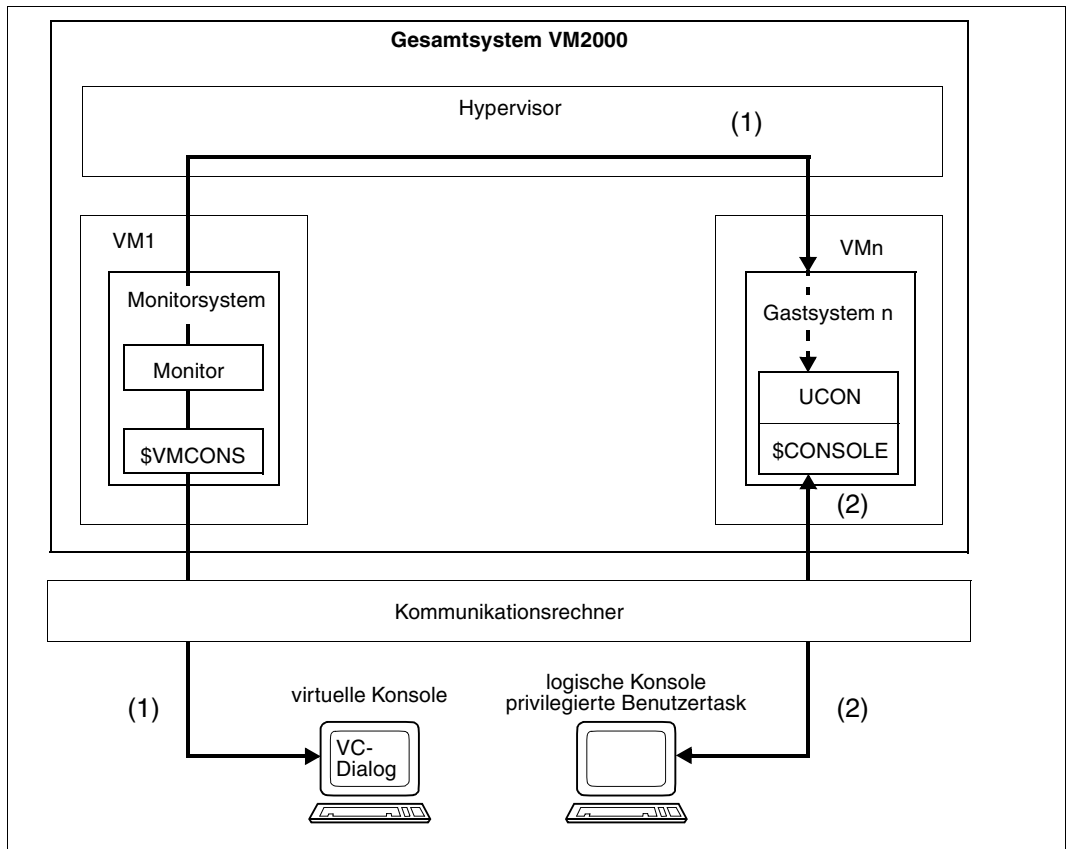 Gesamtsystem VM2000
Hypervisor
(1)
VM1
VMn
Monitorsystem
Gastsystem n
Monitor
UCON
$VMCONS
$CONSOLE
(2)
Kommunikationsrechner
(1)
virtuelle Konsole
logische Konsole
privilegierte Benutzertask
(2)
VC-
Dialog